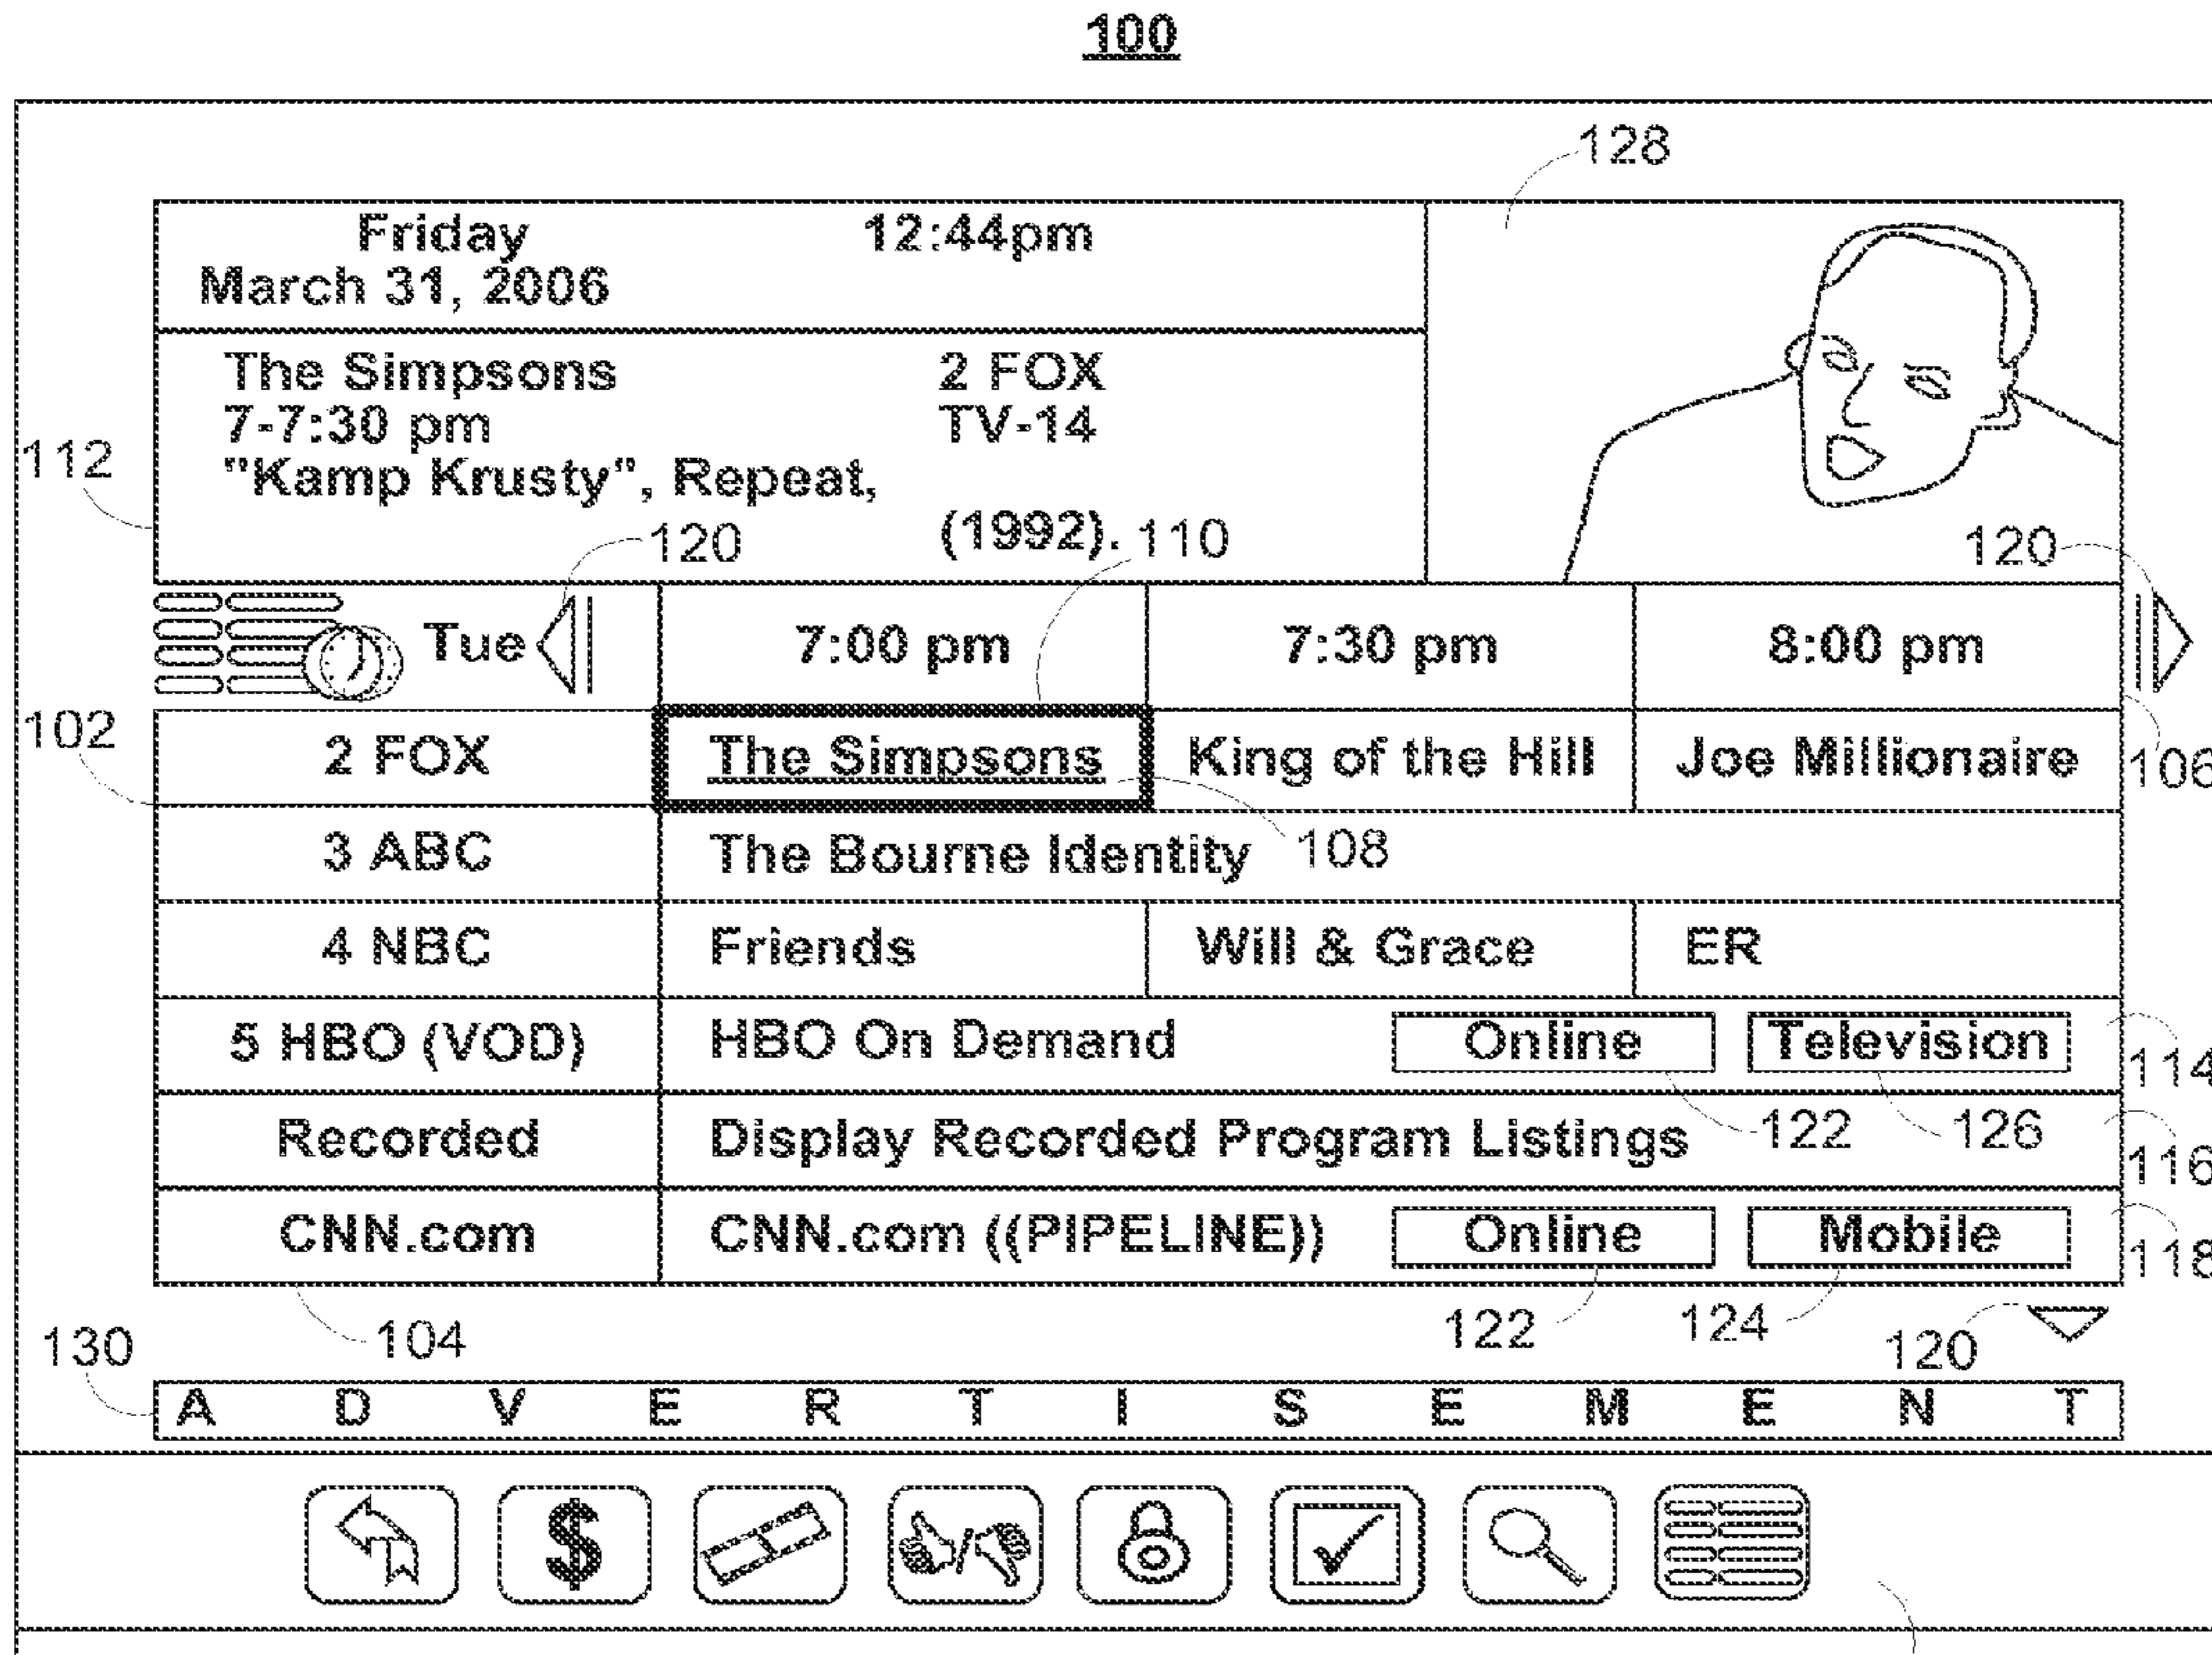 100
128
Friday 12:44pm
March 31, 2006
The Simpsons 2 FOX
7-7:30 pm TV-14
112
"Kamp Krusty", Repeat,
(1992).
120 110 120
Tue 7:00 pm 7:30 pm 8:00 pm
102
2 FOX The Simpsons King of the Hill Joe Millionaire
106
3 ABC The Bourne Identity 108
4 NBC Friends Will & Grace ER
5 HBO (VOD) HBO On Demand Online Television
114
122 126
Recorded Display Recorded Program Listings
116
CNN.com CNN.com ((PIPELINE)) Online Mobile
118
130 104 122 124 120
A D V E R T I S E M E N T
$
/